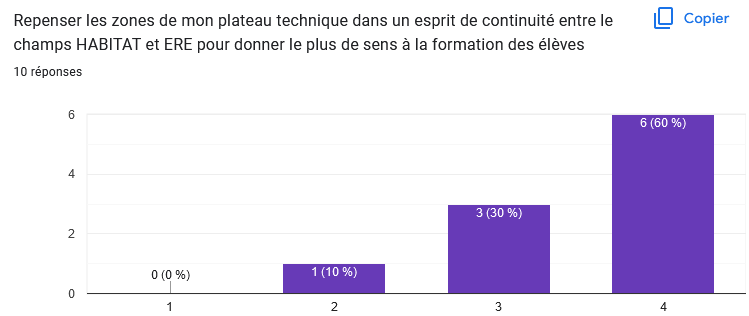 Repenser les zones de mon plateau technique dans un esprit de continuité entre le
champs HABITAT et ERE pour donner le plus de sens à la formation des élèves
Copier
10 réponses
6
4
2
0
0 (0 %)
1 (10 %)
3 (30 %)
6 (60 %)
1
2
3
4